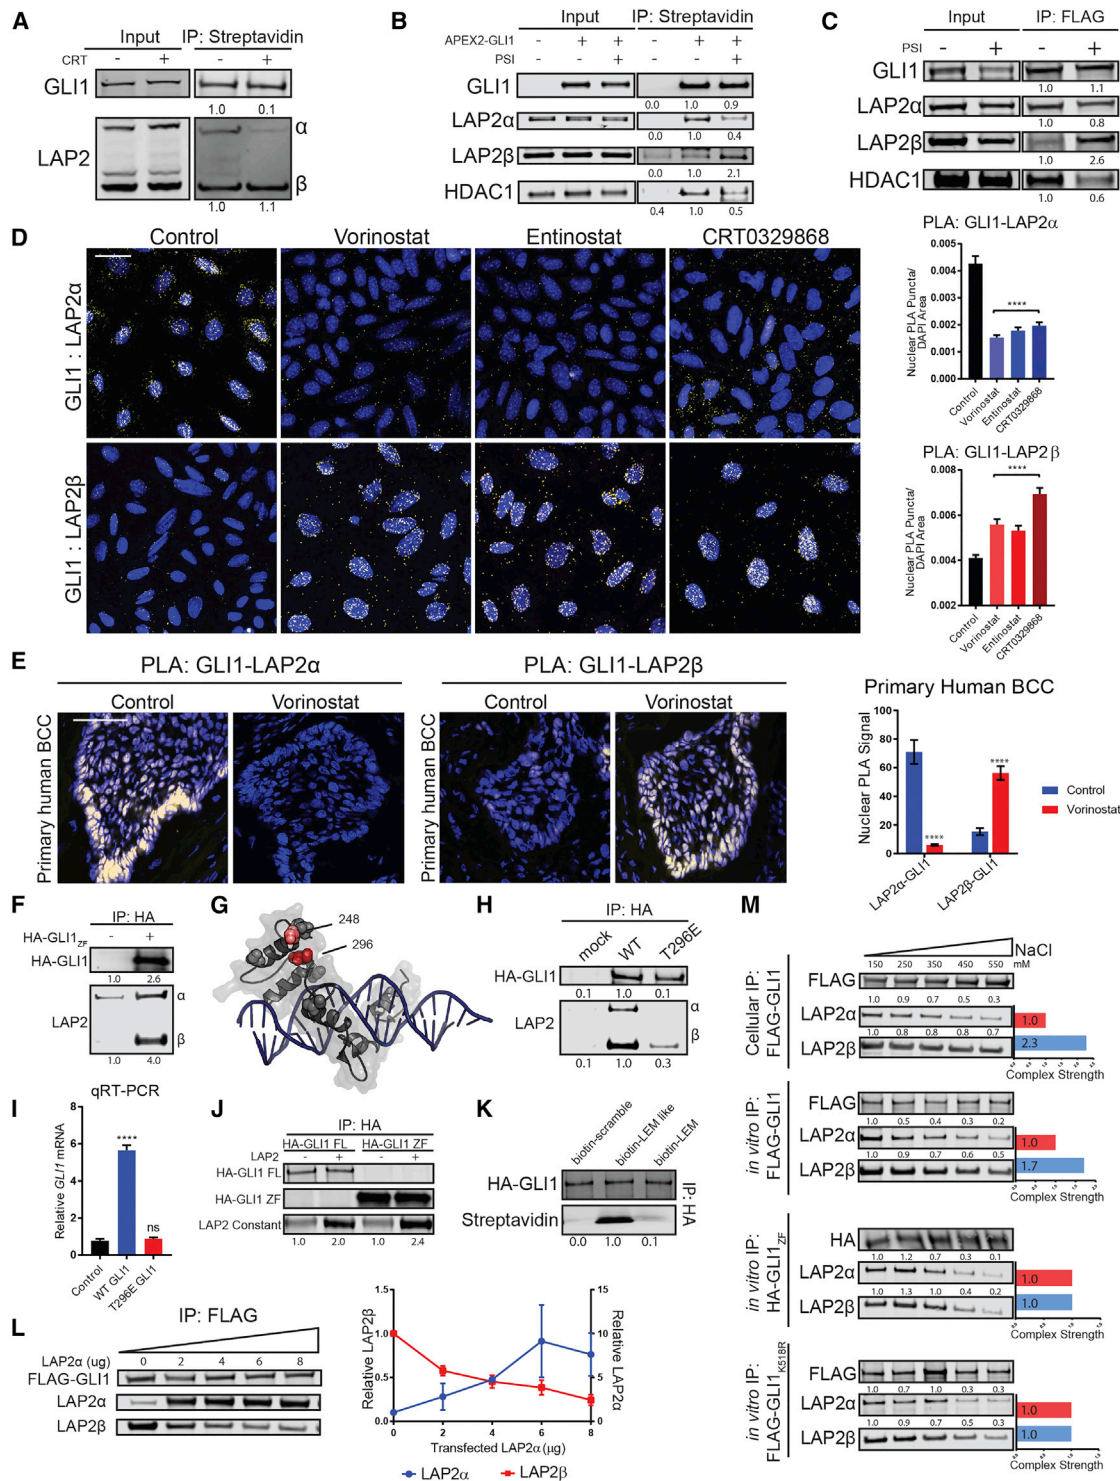 A
Input
IP: Streptavidin
CRT
- + - +
GLI1
1.0 0.1
LAP2
α
β
1.0 1.1
B
Input
IP: Streptavidin
APEX2-GLI1 - + + - + +
PSI + +
GLI1
0.0 1.0 0.9
LAP2α
0.0 1.0 0.4
LAP2β
0.0 1.0 2.1
HDAC1
0.4 1.0 0.5
C
Input
IP: FLAG
PSI - + - +
GLI1
1.0 1.1
LAP2α
1.0 0.8
LAP2β
1.0 2.6
HDAC1
1.0 0.6
D
Control
Vorinostat
Entinostat
CRT0329868
GLI1 : LAP2α
GLI1 : LAP2β
PLA: GLI1-LAP2α
Nuclear PLA Puncta/
DAPI Area
0.005
0.004
0.003
0.002
0.001
0.000
****
Control
Vorinostat
Entinostat
CRT0329868
PLA: GLI1-LAP2β
Nuclear PLA Puncta/
DAPI Area
0.008
0.006
0.004
0.002
****
Control
Vorinostat
Entinostat
CRT0329868
E
PLA: GLI1-LAP2α
Control
Vorinostat
Primary human BCC
PLA: GLI1-LAP2β
Control
Vorinostat
Primary human BCC
Primary Human BCC
Nuclear PLA Signal
100
80
60
40
20
0
****
****
LAP2α-GLI1
LAP2β-GLI1
Control
Vorinostat
F
IP: HA
HA-GLI1ZF - +
HA-GLI1
1.0 2.6
LAP2
α
β
1.0 4.0
G
248
296
H
IP: HA
mock
WT
T296E
HA-GLI1
0.1 1.0 0.1
LAP2
α
β
0.1 1.0 0.3
I
qRT-PCR
Relative GLI1 mRNA
8
6
4
2
0
****
ns
Control
WT GLI1
T296E GLI1
J
IP: HA
HA-GLI1 FL HA-GLI1 ZF
LAP2 - + - +
HA-GLI1 FL
HA-GLI1 ZF
LAP2 Constant
1.0 2.0 1.0 2.4
K
biotin-scramble
biotin-LEM like
biotin-LEM
HA-GLI1
Streptavidin
IP: HA
0.0 1.0 0.1
L
IP: FLAG
LAP2α (ug) 0 2 4 6 8
FLAG-GLI1
LAP2α
LAP2β
Relative LAP2β
1.5
1.0
0.5
0.0
0 2 4 6 8
Transfected LAP2α (μg)
15
10
5
0
Relative LAP2α
LAP2α
LAP2β
M
NaCl
150 250 350 450 550 mM
Cellular IP:
FLAG-GLI1
FLAG
1.0 0.9 0.7 0.5 0.3
LAP2α
1.0
1.0 0.8 0.8 0.8 0.7
LAP2β
2.3
Complex Strength
in vitro IP:
FLAG-GLI1
FLAG
1.0 0.5 0.4 0.3 0.2
LAP2α
1.0
1.0 0.9 0.7 0.6 0.5
LAP2β
1.7
Complex Strength
in vitro IP:
HA-GLI1ZF
HA
1.0 1.2 0.7 0.3 0.1
LAP2α
1.0
1.0 1.3 1.0 0.4 0.2
LAP2β
1.0
Complex Strength
in vitro IP:
FLAG-GLI1K518R
FLAG
1.0 0.7 1.0 0.3 0.3
LAP2α
1.0
1.0 0.9 0.7 0.5 0.3
LAP2β
1.0
Complex Strength